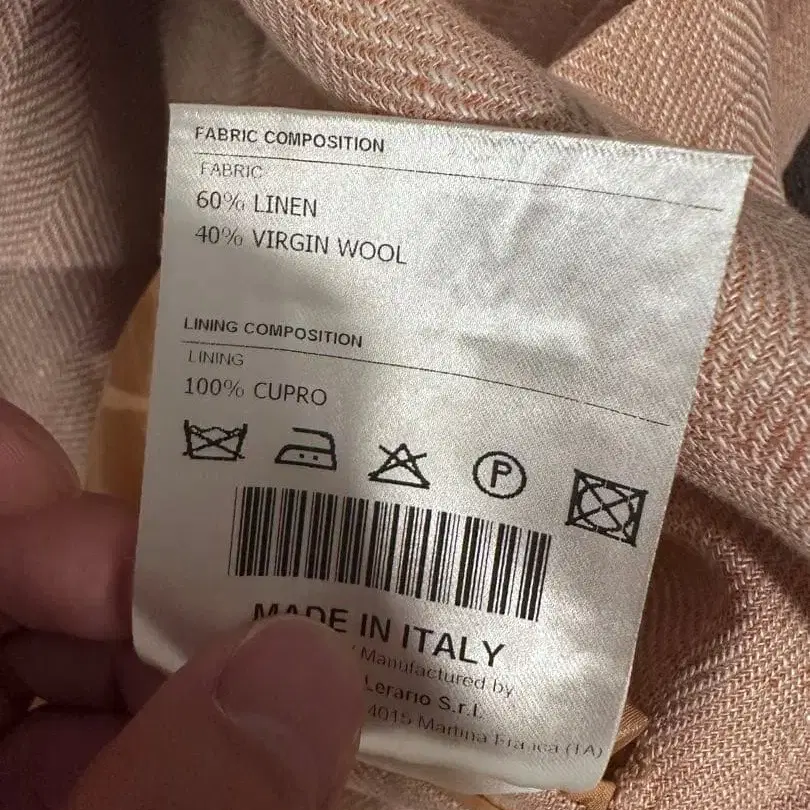 FABRIC COMPOSITION
FABRIC
60% LINEN
40% VIRGIN WOOL
LINING COMPOSITION
LINING
100% CUPRO
P
MADE IN ITALY
Manufactured by
Lerario S.r.l.
4015 Martina Franca (TA)